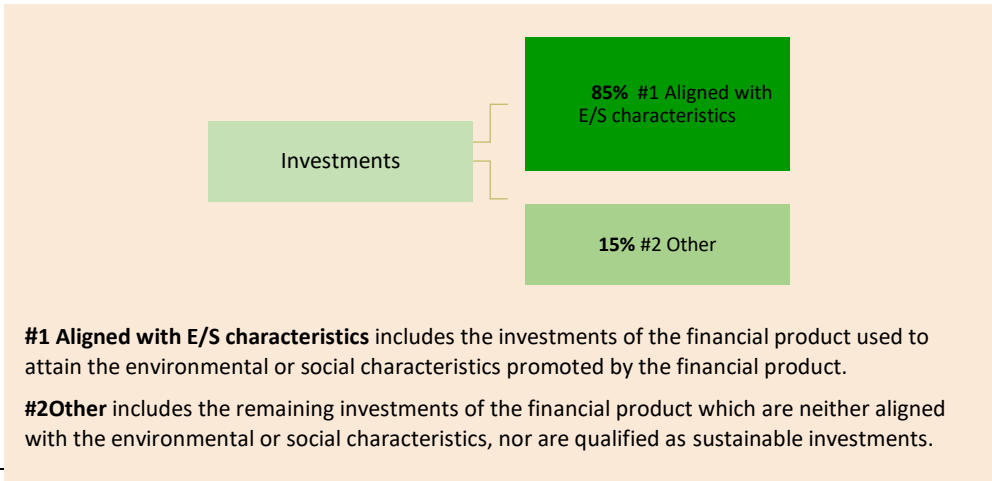 85% #1 Aligned with
E/S characteristics
Investments
15% #2 Other
#1 Aligned with E/S characteristics includes the investments of the financial product used to
attain the environmental or social characteristics promoted by the financial product.
#2Other includes the remaining investments of the financial product which are neither aligned
with the environmental or social characteristics, nor are qualified as sustainable investments.